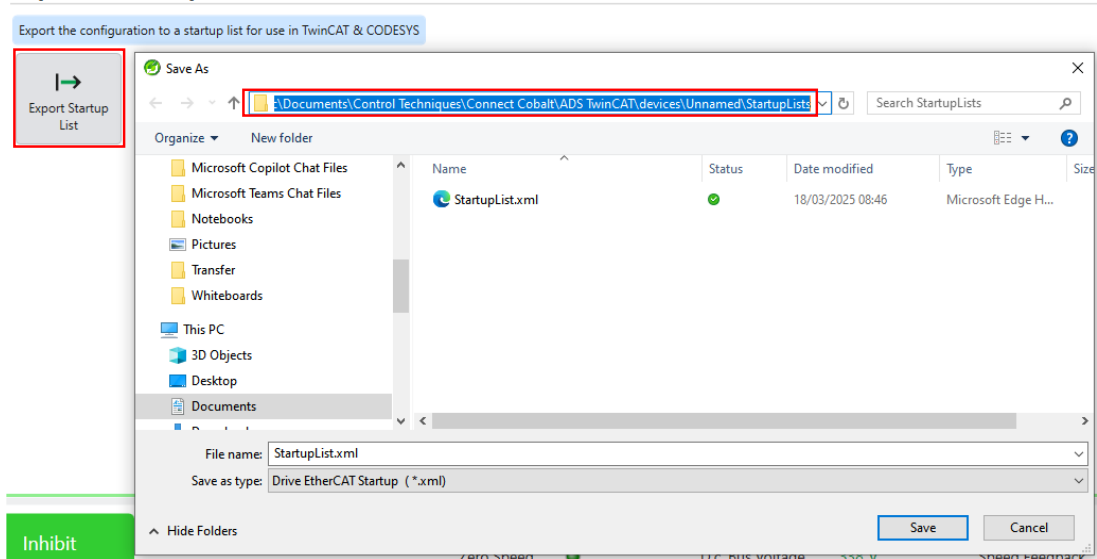 Export the configuration to a startup list for use in TwinCAT & CODESYS
Export Startup
List
Save As
:\Documents\Control Techniques\Connect Cobalt\ADS TwinCAT\devices\Unnamed\StartupLists
Search StartupLists
Organize
New folder
Name
Status
Date modified
Type
Size
Microsoft Copilot Chat Files
Microsoft Teams Chat Files
Notebooks
Pictures
Transfer
Whiteboards
This PC
3D Objects
Desktop
Documents
StartupList.xml
18/03/2025 08:46
Microsoft Edge H...
File name:
StartupList.xml
Save as type:
Drive EtherCAT Startup (*.xml)
Hide Folders
Save
Cancel
Inhibit
Zero Speed
D.c. Bus Voltage
Speed Feedback